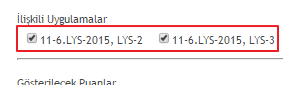 İlişkili Uygulamalar
11-6.LYS-2015, LYS-2 11-6.LYS-2015, LYS-3
Gösterilecek Puanlar